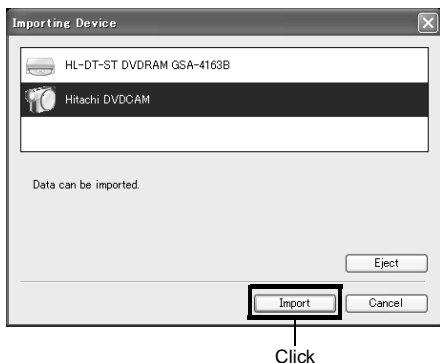 Importing Device
HL-DT-ST DVDRAM GSA-4163B
Hitachi DVDCAM
Data can be imported.
Eject
Import
Cancel
Click